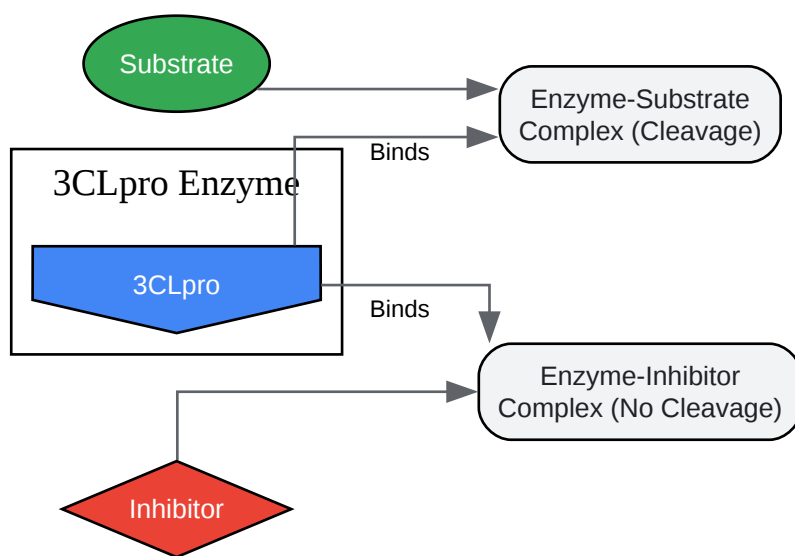 Substrate
Enzyme-Substrate
Complex (Cleavage)
Binds
3CLpro Enzyme
3CLpro
Binds
Enzyme-Inhibitor
Complex (No Cleavage)
Inhibitor